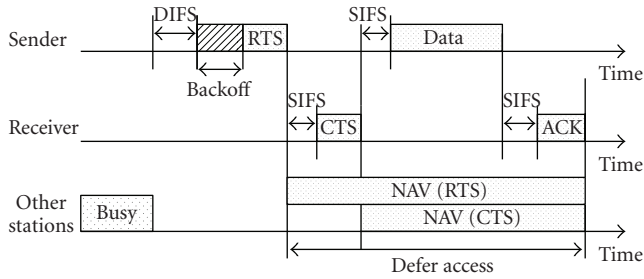 DIFS
SIFS
Sender
RTS
Data
Time
Backoff
SIFS
SIFS
Receiver
CTS
ACK
Time
NAV (RTS)
Other
stations
Busy
NAV (CTS)
Time
Defer access